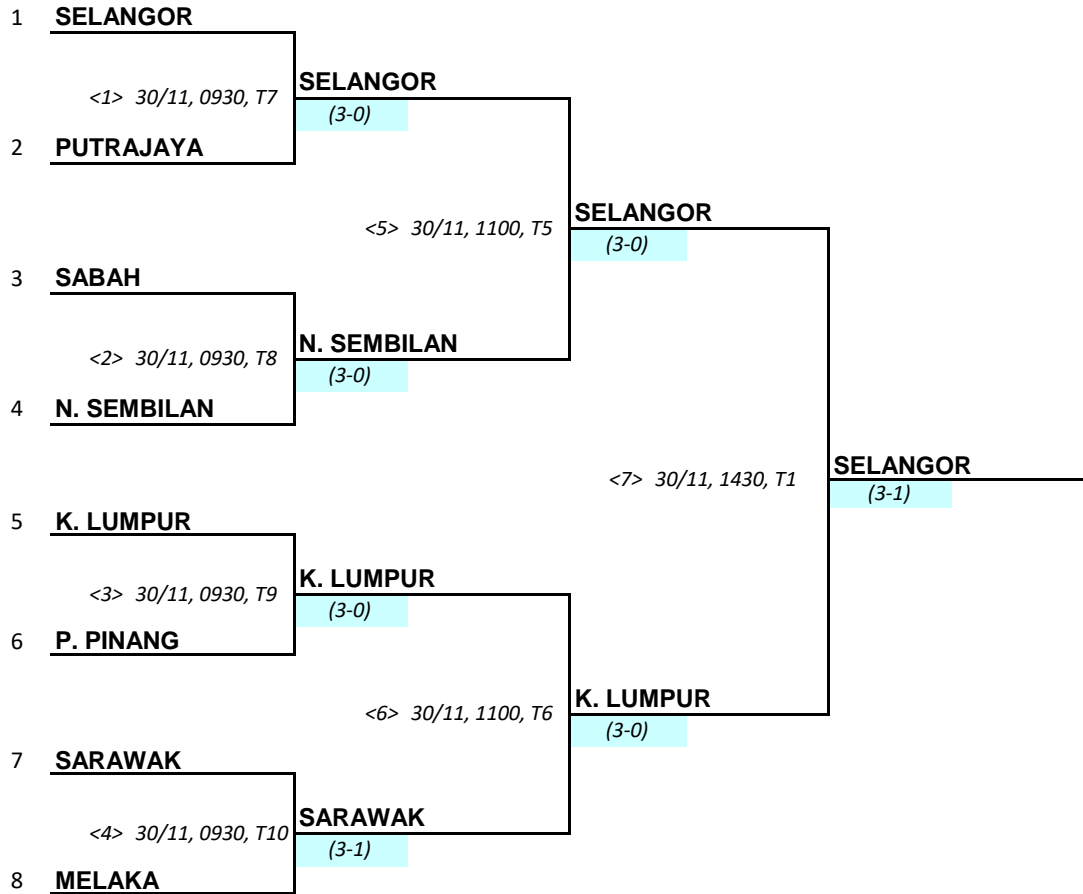 1 SELANGOR
SELANGOR
<1> 30/11, 0930, T7
(3-0)
2 PUTRAJAYA
SELANGOR
<5> 30/11, 1100, T5
(3-0)
3 SABAH
N. SEMBILAN
<2> 30/11, 0930, T8
(3-0)
4 N. SEMBILAN
SELANGOR
<7> 30/11, 1430, T1
(3-1)
5 K. LUMPUR
K. LUMPUR
<3> 30/11, 0930, T9
(3-0)
6 P. PINANG
K. LUMPUR
<6> 30/11, 1100, T6
(3-0)
7 SARAWAK
SARAWAK
<4> 30/11, 0930, T10
(3-1)
8 MELAKA